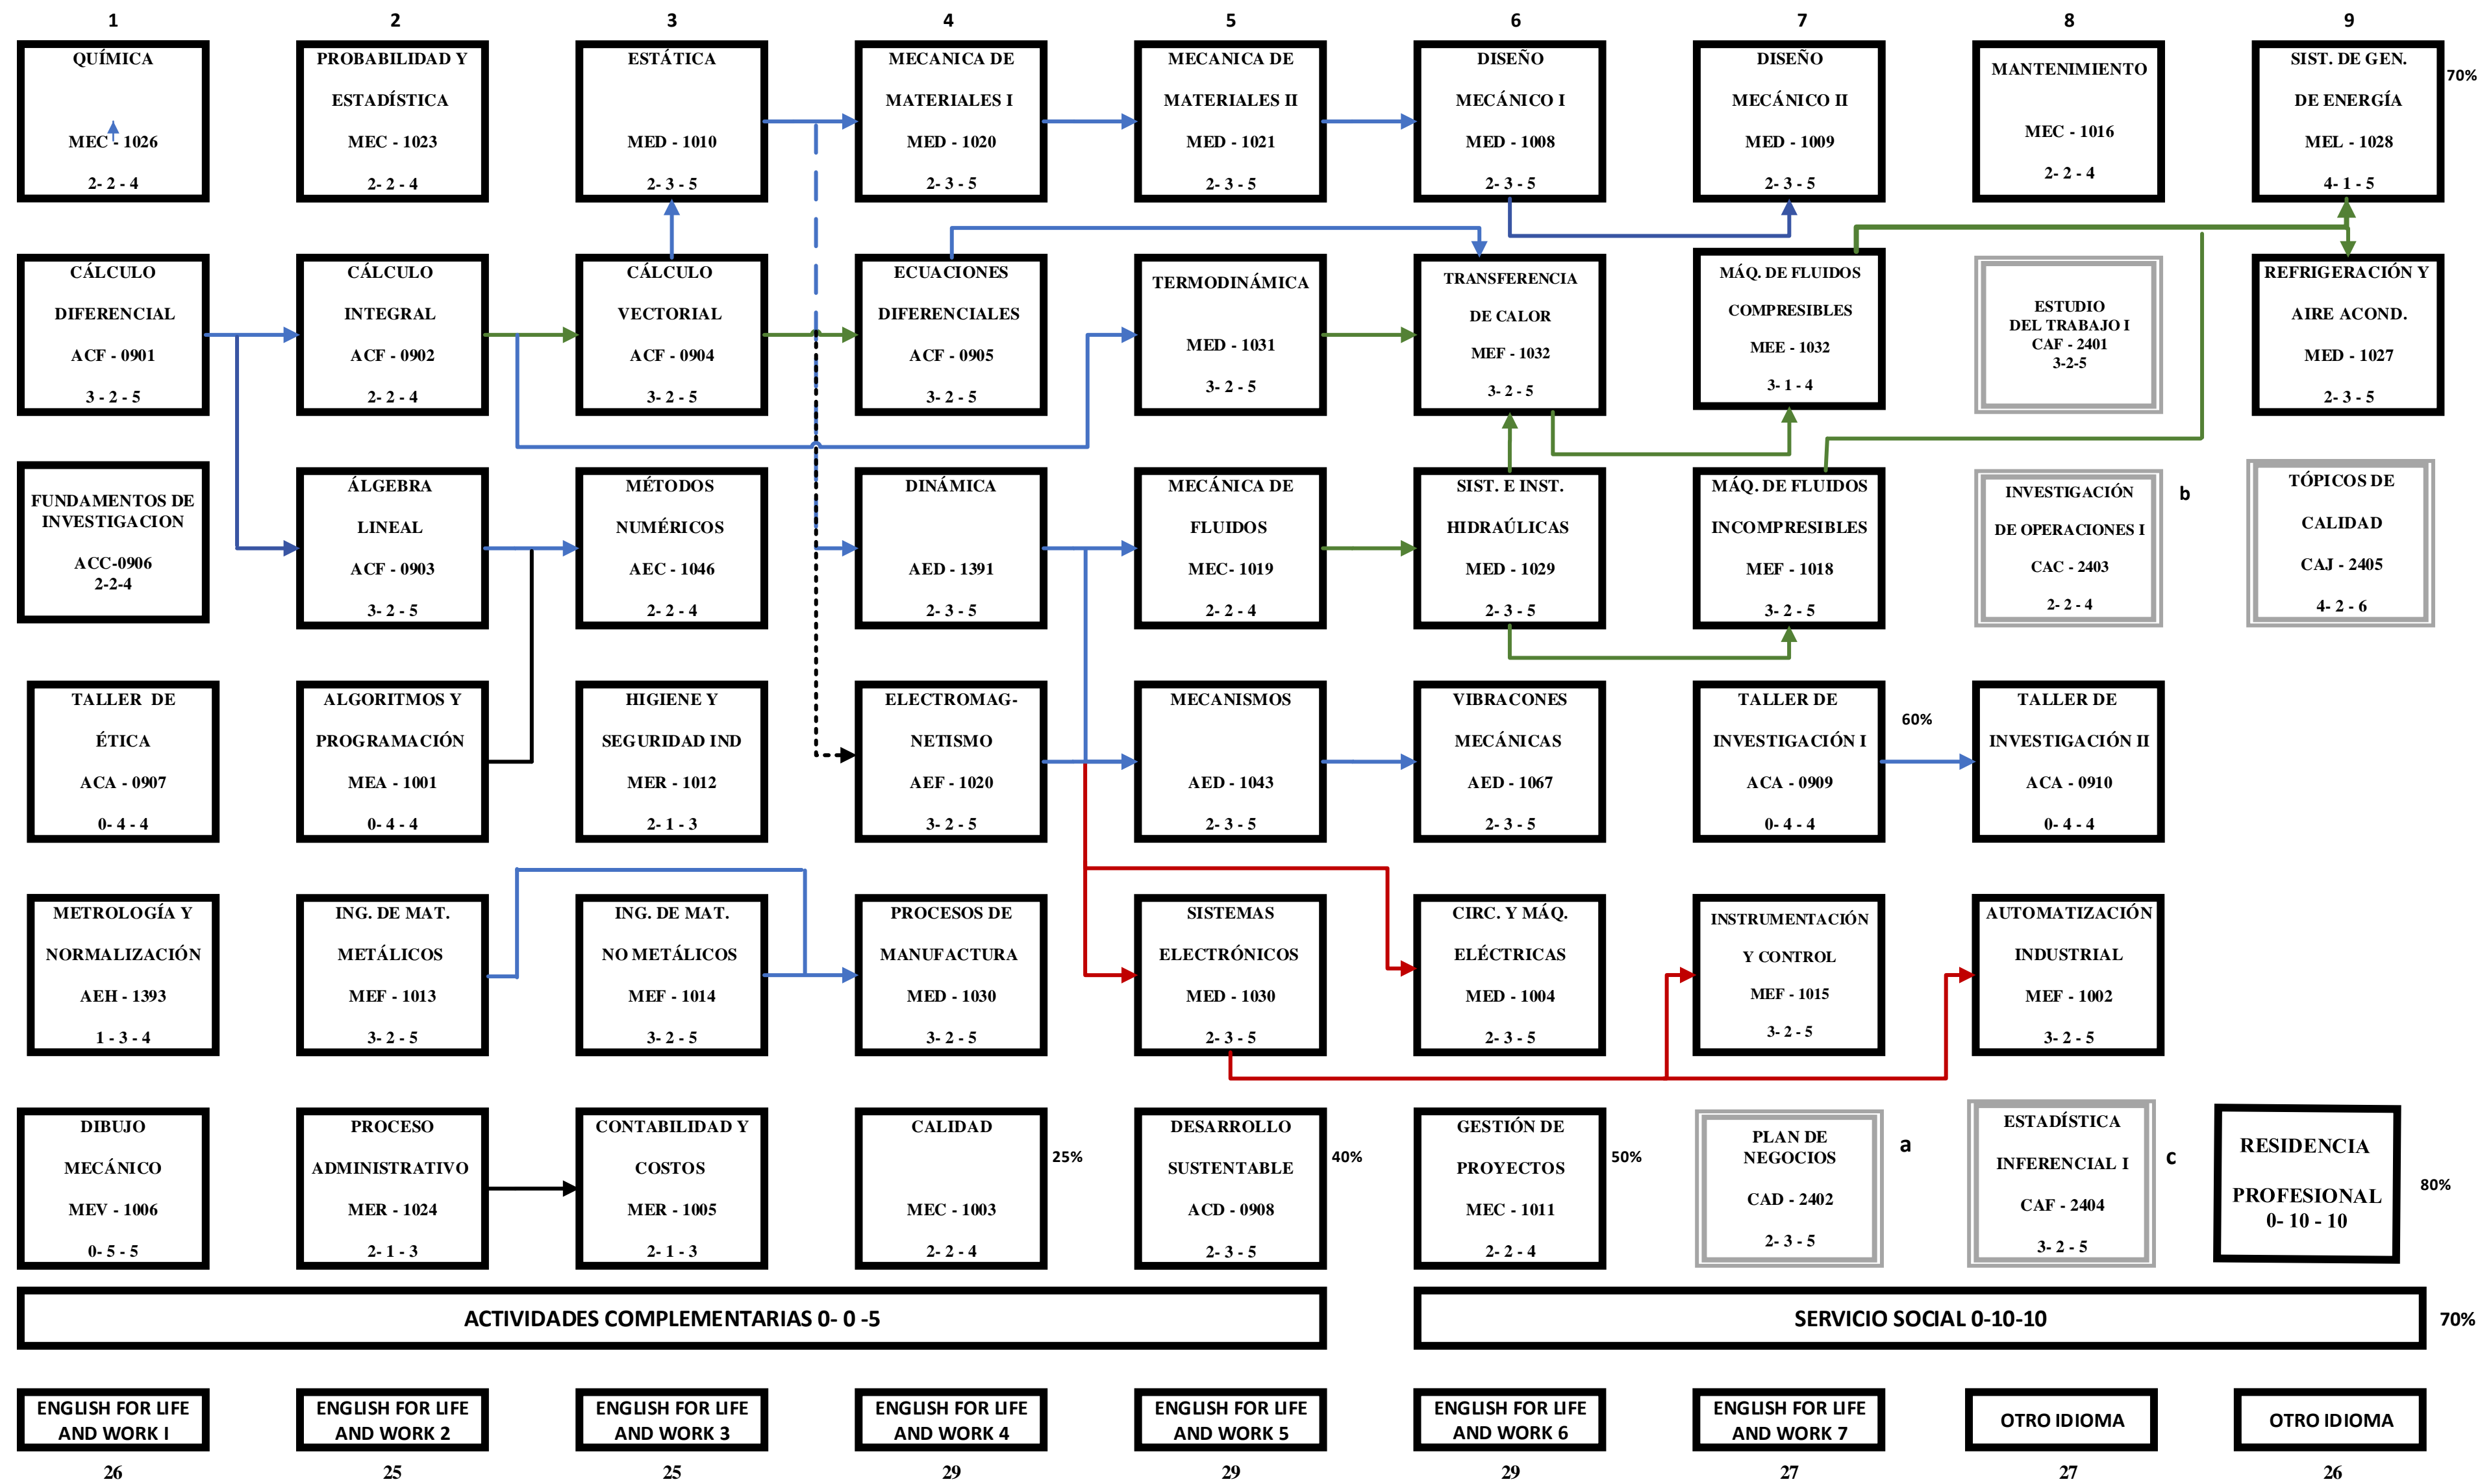 1
2
3
4
5
6
7
8
9
QUÍMICA
MEC - 1026
2- 2 - 4
PROBABILIDAD Y
ESTADÍSTICA
MEC - 1023
2- 2 - 4
ESTÁTICA
MED - 1010
2- 3 - 5
MECANICA DE
MATERIALES I
MED - 1020
2- 3 - 5
MECANICA DE
MATERIALES II
MED - 1021
2- 3 - 5
DISEÑO
MECÁNICO I
MED - 1008
2- 3 - 5
DISEÑO
MECÁNICO II
MED - 1009
2- 3 - 5
MANTENIMIENTO
MEC - 1016
2- 2 - 4
SIST. DE GEN.
DE ENERGÍA
MEL - 1028
4- 1 - 5
70%
CÁLCULO
DIFERENCIAL
ACF - 0901
3 - 2 - 5
CÁLCULO
INTEGRAL
ACF - 0902
2- 2 - 4
CÁLCULO
VECTORIAL
ACF - 0904
3- 2 - 5
ECUACIONES
DIFERENCIALES
ACF - 0905
3- 2 - 5
TERMODINÁMICA
MED - 1031
3- 2 - 5
TRANSFERENCIA
DE CALOR
MEF - 1032
3- 2 - 5
MÁQ. DE FLUIDOS
COMPRESIBLES
MEE - 1032
3- 1 - 4
ESTUDIO
DEL TRABAJO I
CAF - 2401
3-2-5
REFRIGERACIÓN Y
AIRE ACOND.
MED - 1027
2- 3 - 5
FUNDAMENTOS DE
INVESTIGACION
ACC-0906
2-2-4
ÁLGEBRA
LINEAL
ACF - 0903
3- 2 - 5
MÉTODOS
NUMÉRICOS
AEC - 1046
2- 2 - 4
DINÁMICA
AED - 1391
2- 3 - 5
MECÁNICA DE
FLUIDOS
MEC- 1019
2- 2 - 4
SIST. E INST.
HIDRAÚLICAS
MED - 1029
2- 3 - 5
MÁQ. DE FLUIDOS
INCOMPRESIBLES
MEF - 1018
3- 2 - 5
INVESTIGACIÓN
DE OPERACIONES I
CAC - 2403
2- 2 - 4
b
TÓPICOS DE
CALIDAD
CAJ - 2405
4- 2 - 6
TALLER DE
ÉTICA
ACA - 0907
0- 4 - 4
ALGORITMOS Y
PROGRAMACIÓN
MEA - 1001
0- 4 - 4
HIGIENE Y
SEGURIDAD IND
MER - 1012
2- 1 - 3
ELECTROMAG-
NETISMO
AEF - 1020
3- 2 - 5
MECANISMOS
AED - 1043
2- 3 - 5
VIBRACONES
MECÁNICAS
AED - 1067
2- 3 - 5
TALLER DE
INVESTIGACIÓN I
ACA - 0909
0- 4 - 4
60%
TALLER DE
INVESTIGACIÓN II
ACA - 0910
0- 4 - 4
METROLOGÍA Y
NORMALIZACIÓN
AEH - 1393
1 - 3 - 4
ING. DE MAT.
METÁLICOS
MEF - 1013
3- 2 - 5
ING. DE MAT.
NO METÁLICOS
MEF - 1014
3- 2 - 5
PROCESOS DE
MANUFACTURA
MED - 1030
3- 2 - 5
SISTEMAS
ELECTRÓNICOS
MED - 1030
2- 3 - 5
CIRC. Y MÁQ.
ELÉCTRICAS
MED - 1004
2- 3 - 5
INSTRUMENTACIÓN
Y CONTROL
MEF - 1015
3- 2 - 5
AUTOMATIZACIÓN
INDUSTRIAL
MEF - 1002
3- 2 - 5
DIBUJO
MECÁNICO
MEV - 1006
0- 5 - 5
PROCESO
ADMINISTRATIVO
MER - 1024
2- 1 - 3
CONTABILIDAD Y
COSTOS
MER - 1005
2- 1 - 3
CALIDAD
MEC - 1003
2- 2 - 4
25%
DESARROLLO
SUSTENTABLE
ACD - 0908
2- 3 - 5
40%
GESTIÓN DE
PROYECTOS
MEC - 1011
2- 2 - 4
50%
PLAN DE
NEGOCIOS
CAD - 2402
2- 3 - 5
a
ESTADÍSTICA
INFERENCIAL I
CAF - 2404
3- 2 - 5
c
RESIDENCIA
PROFESIONAL
0- 10 - 10
80%
ACTIVIDADES COMPLEMENTARIAS 0- 0 -5
SERVICIO SOCIAL 0-10-10
70%
ENGLISH FOR LIFE
AND WORK I
ENGLISH FOR LIFE
AND WORK 2
ENGLISH FOR LIFE
AND WORK 3
ENGLISH FOR LIFE
AND WORK 4
ENGLISH FOR LIFE
AND WORK 5
ENGLISH FOR LIFE
AND WORK 6
ENGLISH FOR LIFE
AND WORK 7
OTRO IDIOMA
OTRO IDIOMA
26
25
25
29
29
29
27
27
26